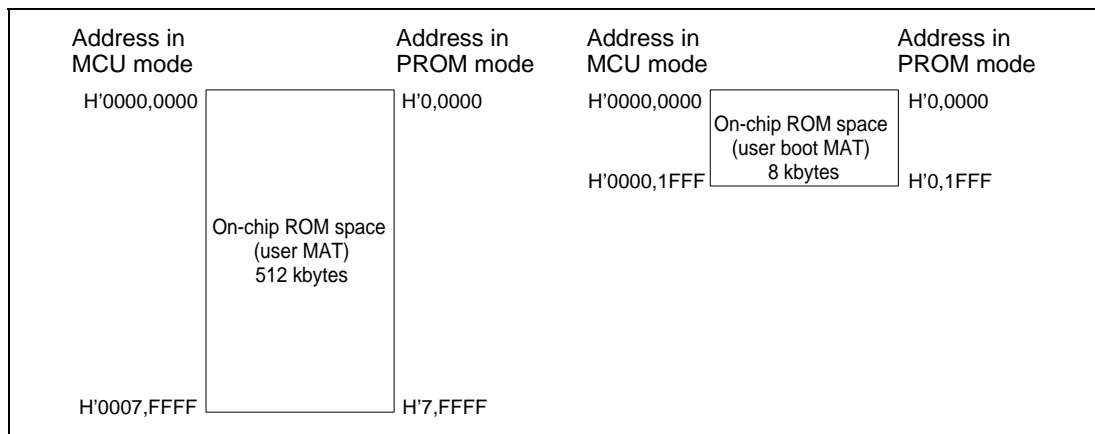 Address in
MCU mode
Address in
PROM mode
H'0000,0000
H'0,0000
On-chip ROM space
(user MAT)
512 kbytes
H'0007,FFFF
H'7,FFFF
Address in
MCU mode
Address in
PROM mode
H'0000,0000
H'0,0000
On-chip ROM space
(user boot MAT)
8 kbytes
H'0000,1FFF
H'0,1FFF